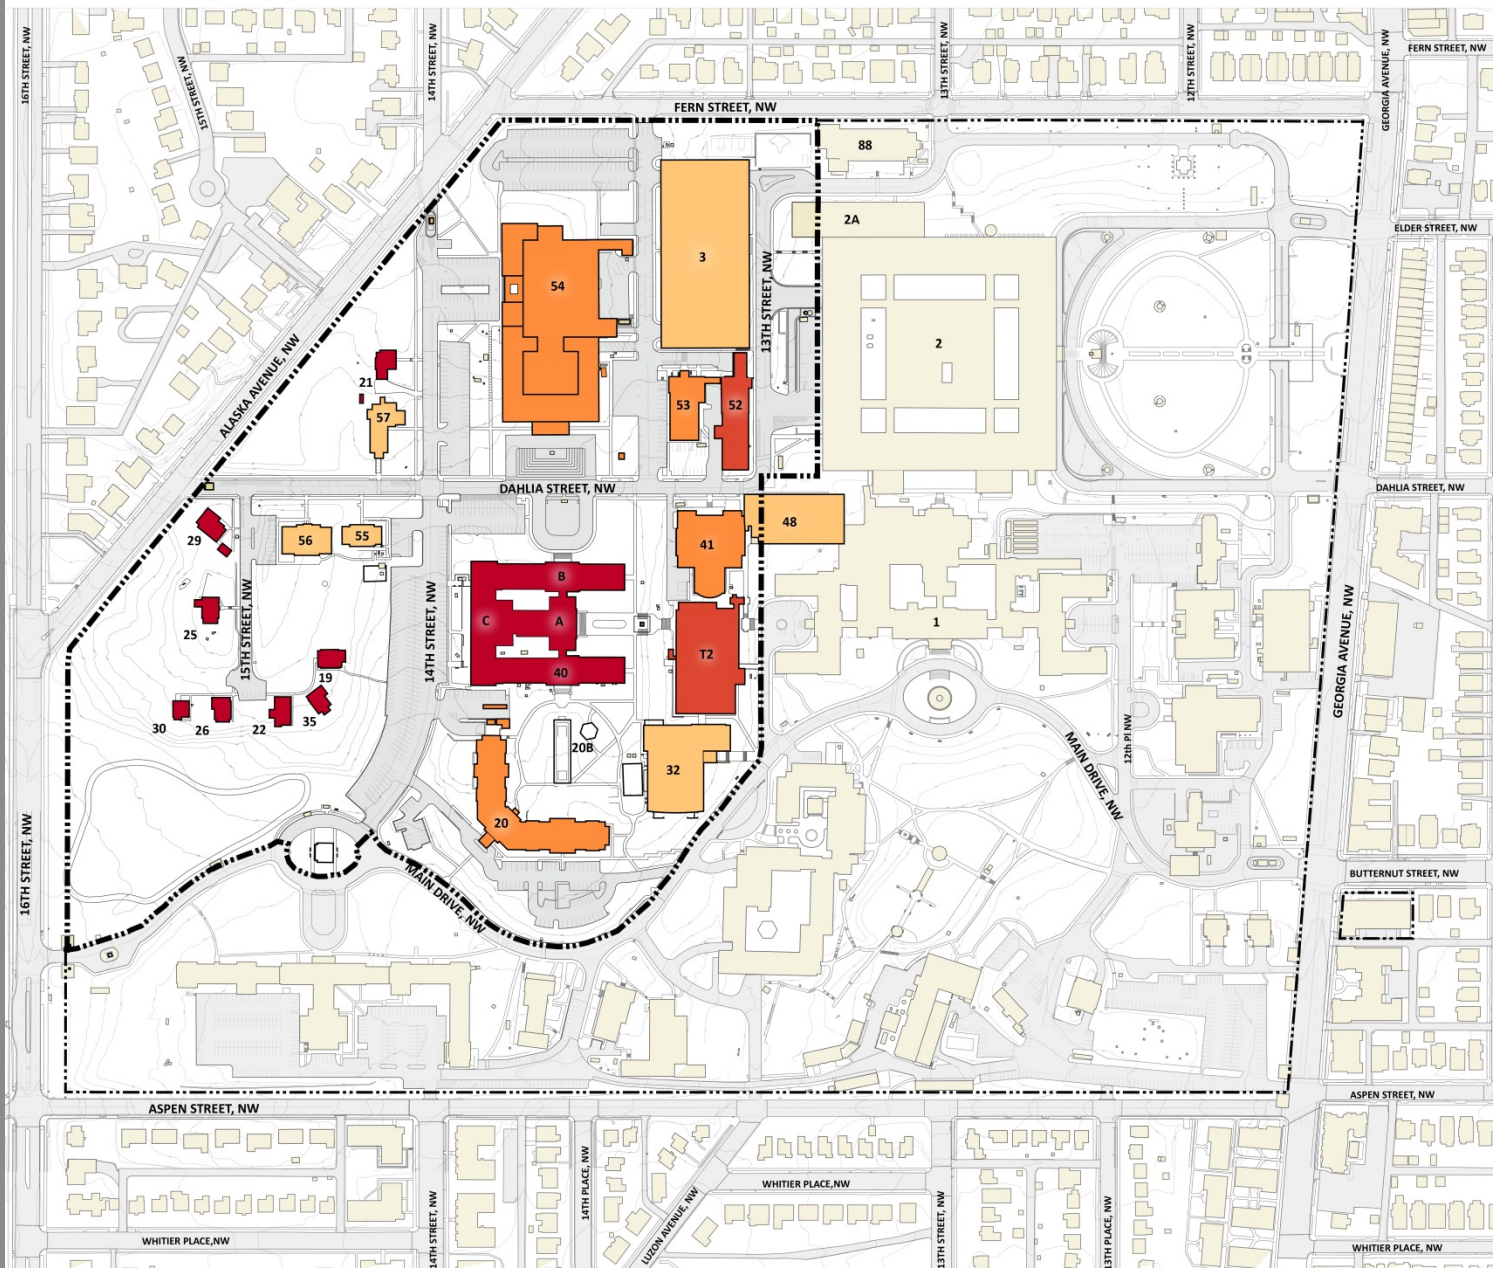 16TH STREET, NW
15TH STREET, NW
14TH STREET, NW
13TH STREET, NW
12TH STREET, NW
GEORGIA AVENUE, NW
FERN STREET, NW
FERN STREET, NW
88
2A
ELDER STREET, NW
3
54
13TH STREET, NW
2
ALASKA AVENUE, NW
21
57
53
52
DAHLIA STREET, NW
DAHLIA STREET, NW
48
29
56
55
41
B
15TH STREET, NW
14TH STREET, NW
C
A
25
1
GEORGIA AVENUE, NW
T2
40
19
30
26
22
35
20B
12th Pl NW
MAIN DRIVE, NW
32
20
16TH STREET, NW
MAIN DRIVE, NW
BUTTERNUT STREET, NW
ASPEN STREET, NW
ASPEN STREET, NW
14TH PLACE, NW
WHITIER PLACE,NW
14TH STREET, NW
LUZON AVENUE, NW
13TH STREET, NW
13TH PLACE, NW
WHITIER PLACE,NW
WHITIER PLACE, NW